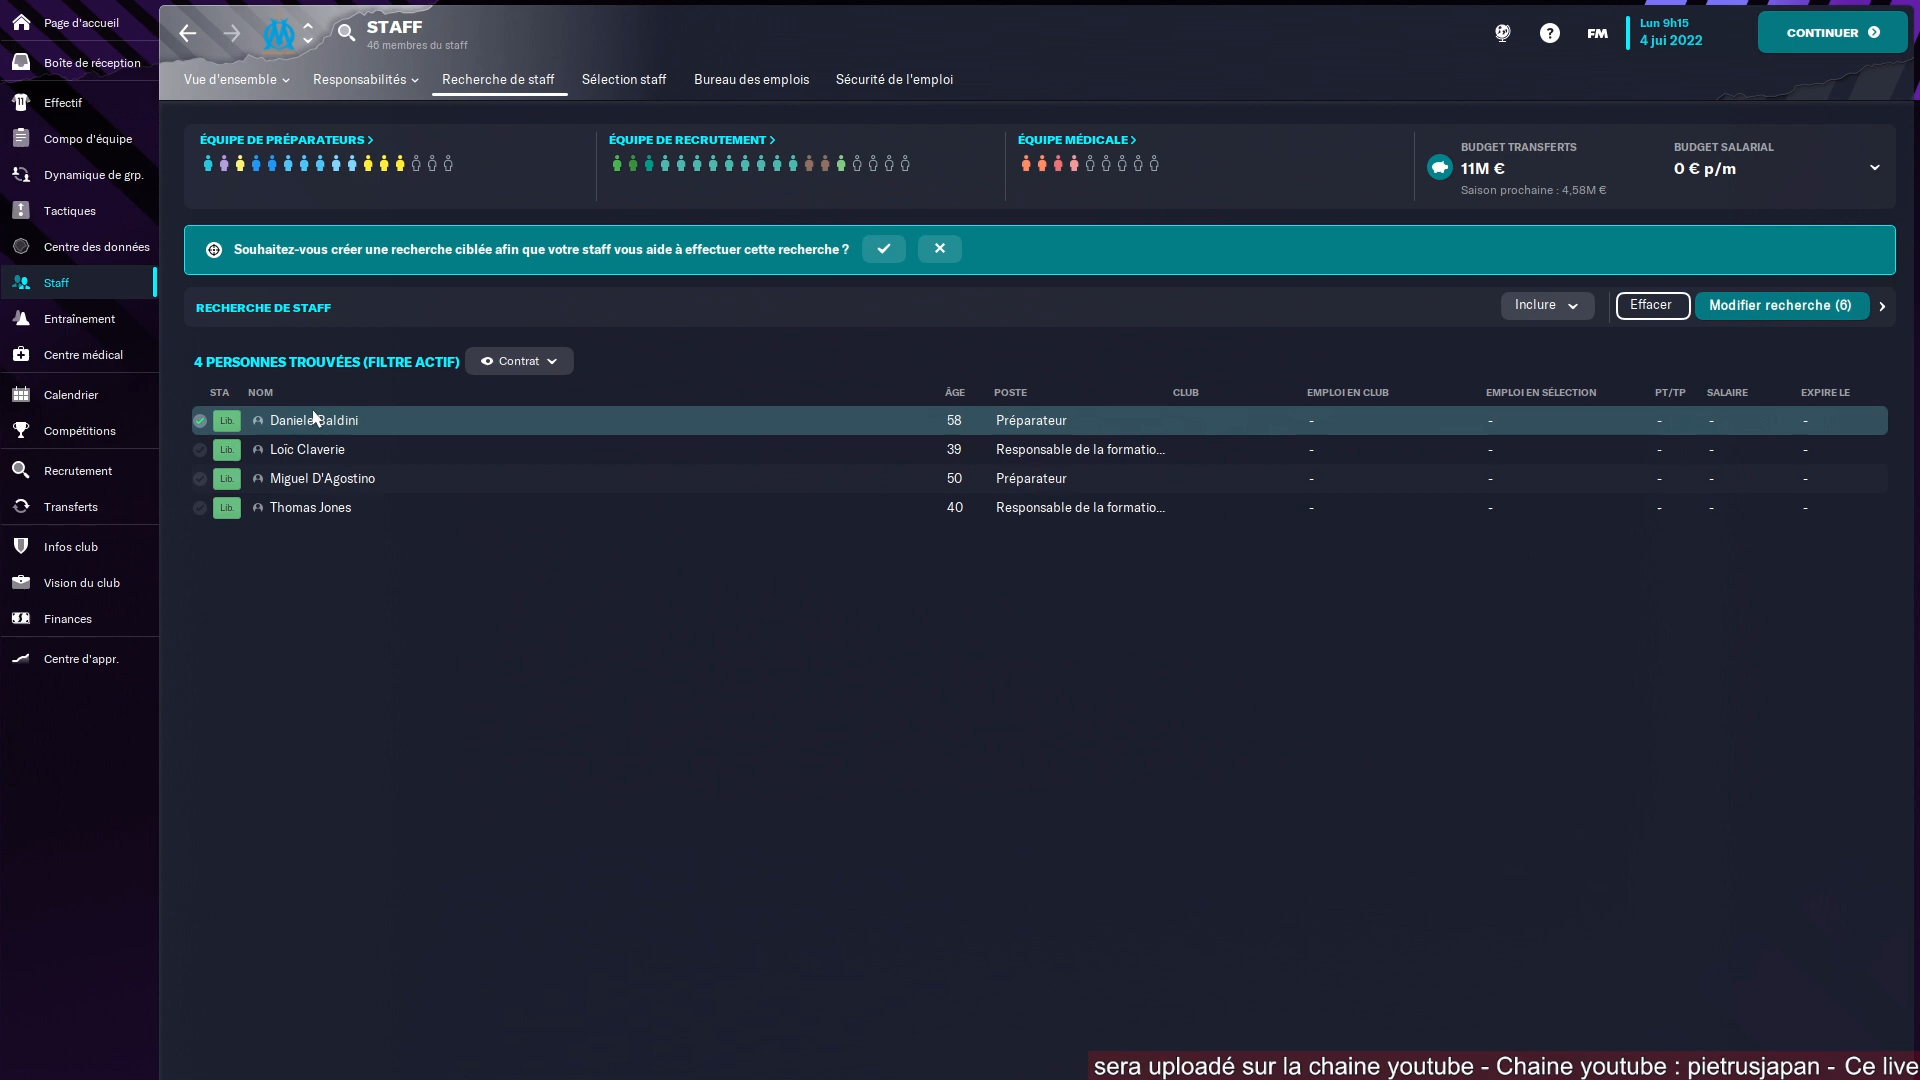 Page d'accueil
Boîte de réception
Effectif
Compo d'équipe
Dynamique de grp.
Tactiques
Centre des données
Staff
Entraînement
Centre médical
Calendrier
Compétitions
Recrutement
Transferts
Infos club
Vision du club
Finances
Centre d'appr.
STAFF
46 membres du staff
FM
Lun 9h15
4 jui 2022
CONTINUER
Vue d'ensemble Responsabilités Recherche de staff Sélection staff Bureau des emplois Sécurité de l'emploi
ÉQUIPE DE PRÉPARATEURS >
ÉQUIPE DE RECRUTEMENT >
ÉQUIPE MÉDICALE >
BUDGET TRANSFERTS
11M €
Saison prochaine : 4,58M €
BUDGET SALARIAL
0 € p/m
Souhaitez-vous créer une recherche ciblée afin que votre staff vous aide à effectuer cette recherche ?
RECHERCHE DE STAFF
Inclure
Effacer
Modifier recherche (6)
4 PERSONNES TROUVÉES (FILTRE ACTIF) Contrat
STA NOM ÂGE POSTE CLUB EMPLOI EN CLUB EMPLOI EN SÉLECTION PT/TP SALAIRE EXPIRE LE
Lib. Daniele Baldini 58 Préparateur - - - - -
Lib. Loïc Claverie 39 Responsable de la formatio... - - - - -
Lib. Miguel D'Agostino 50 Préparateur - - - - -
Lib. Thomas Jones 40 Responsable de la formatio... - - - - -
sera uploadé sur la chaine youtube - Chaine youtube : pietrusjapan - Ce live